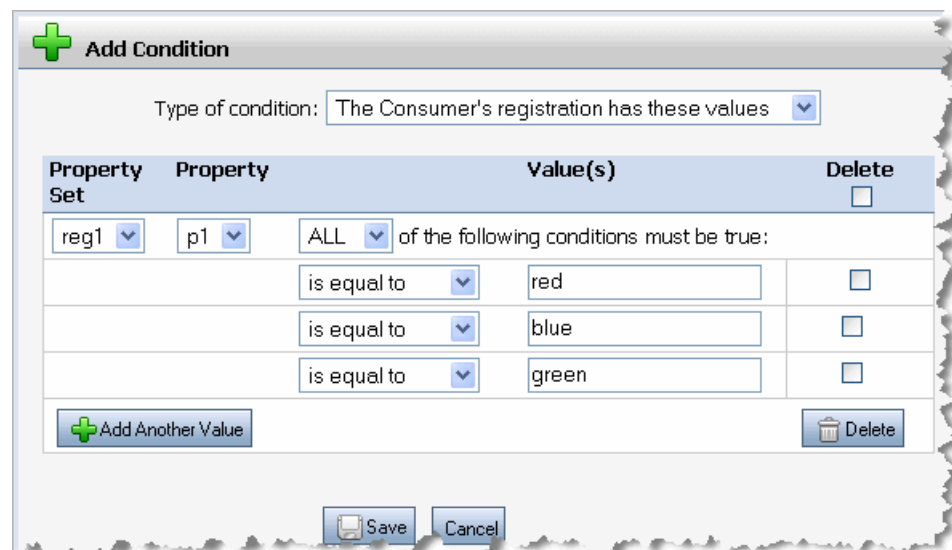 Add Condition
Type of condition: The Consumer's registration has these values
Property Set Property Value(s) Delete
reg1 p1 ALL of the following conditions must be true:
is equal to red
is equal to blue
is equal to green
Add Another Value Delete
Save Cancel